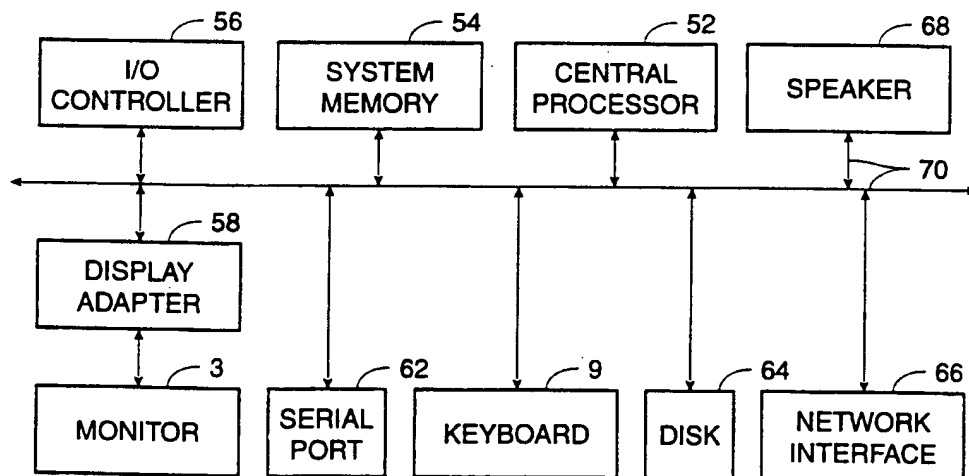 56
54
52
68
I/O
CONTROLLER
SYSTEM
MEMORY
CENTRAL
PROCESSOR
SPEAKER
70
58
DISPLAY
ADAPTER
3
62
9
64
66
MONITOR
SERIAL
PORT
KEYBOARD
DISK
NETWORK
INTERFACE